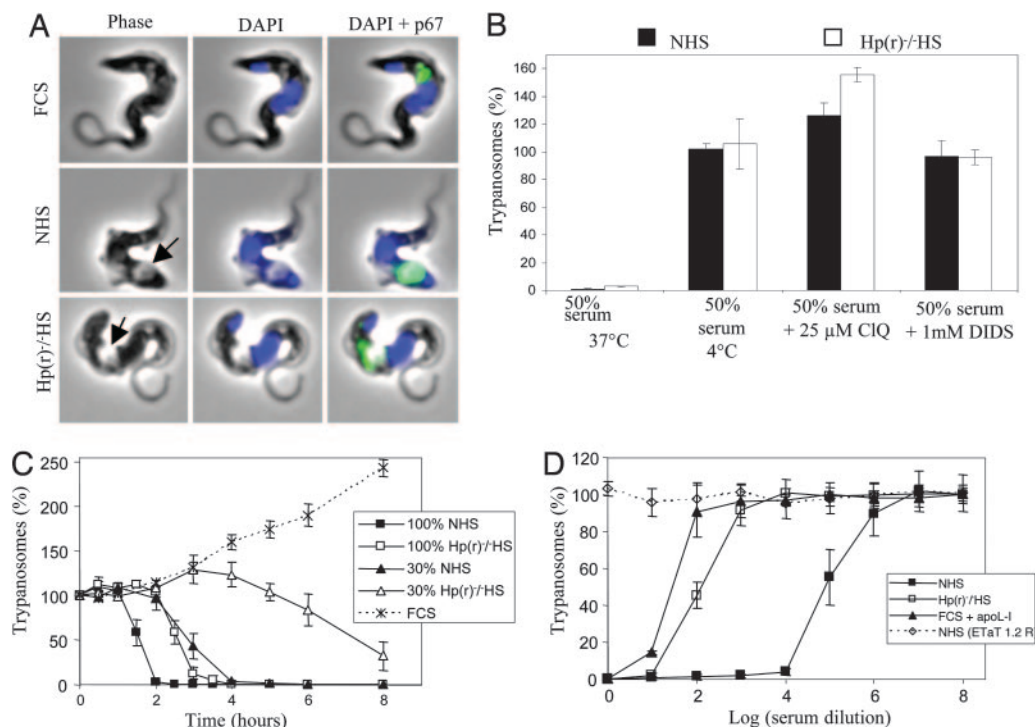 A
Phase DAPI DAPI + p67
FCS
NHS
Hp(r)-/-HS
B
NHS Hp(r)-/-HS
Trypanosomes (%)
160
140
120
100
80
60
40
20
0
50% serum 37°C
50% serum 4°C
50% serum + 25 µM ClQ
50% serum + 1mM DIDS
C
Trypanosomes (%)
250
200
150
100
50
0
0 2 4 6 8
Time (hours)
100% NHS
100% Hp(r)-/-HS
30% NHS
30% Hp(r)-/-HS
FCS
D
Trypanosomes (%)
120
100
80
60
40
20
0
0 2 4 6 8
Log (serum dilution)
NHS
Hp(r)-/HS
FCS + apoL-I
NHS (ETaT 1.2 R